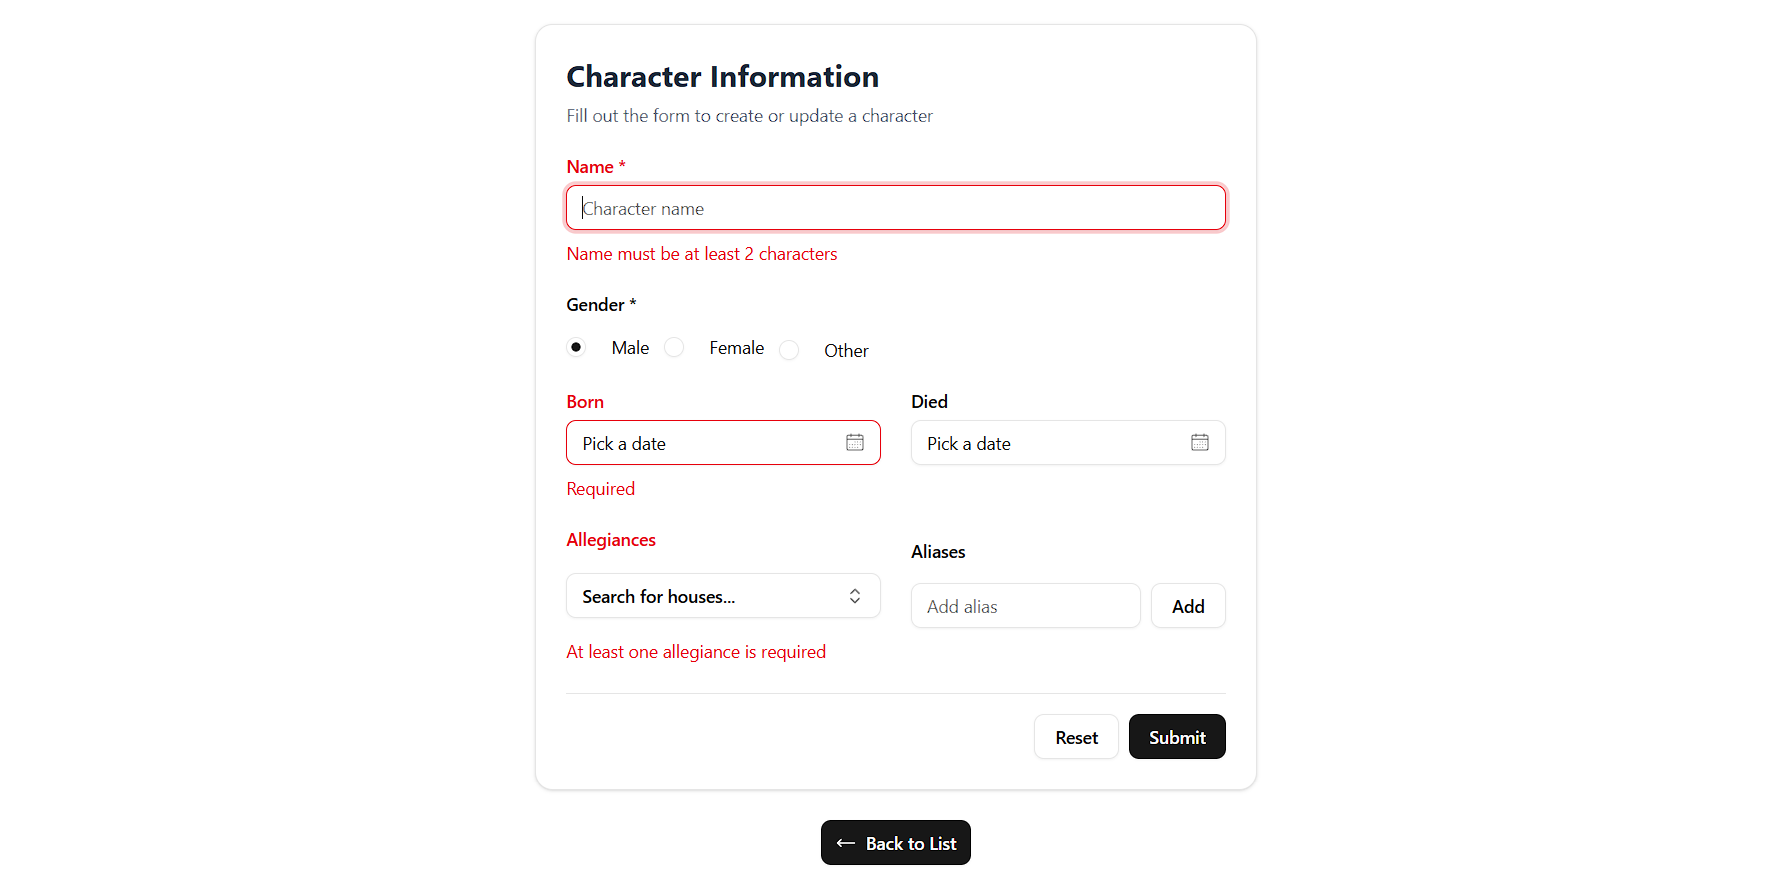 Character Information
Fill out the form to create or update a character
Name *
Character name
Name must be at least 2 characters
Gender *
Male Female Other
Born Died
Pick a date Pick a date
Required
Allegiances Aliases
Search for houses... Add alias Add
At least one allegiance is required
Reset Submit
← Back to List